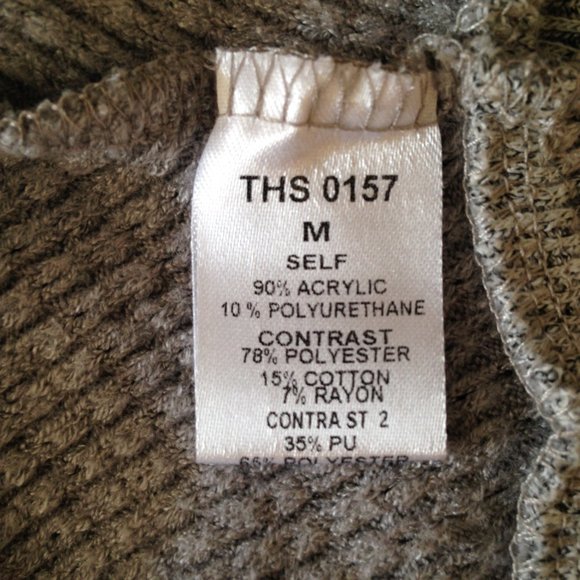 THS 0157
M
SELF
90% ACRYLIC
10% POLYURETHANE
CONTRAST
78% POLYESTER
15% COTTON
7% RAYON
CONTRA ST 2
35% PU
POLYESTER